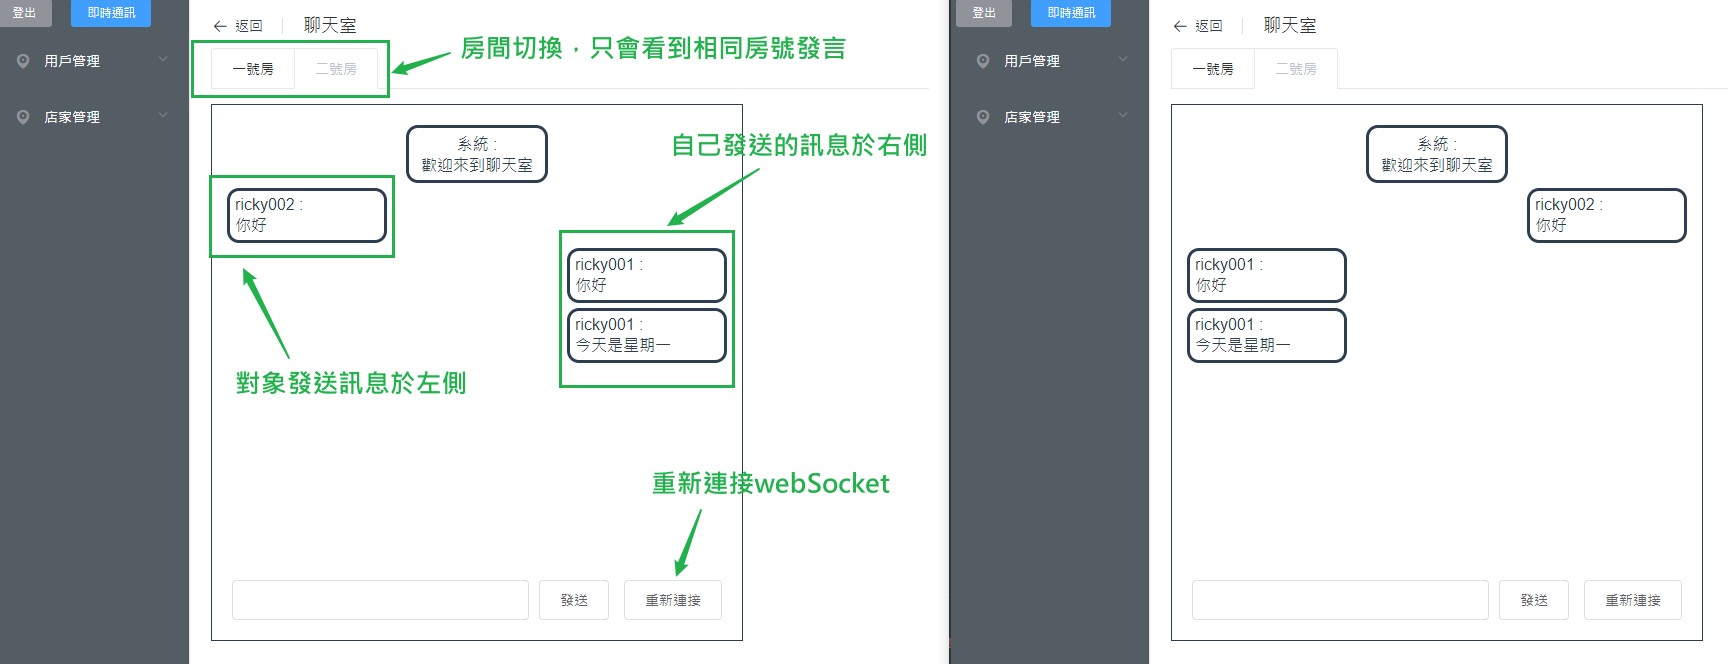 登出
即時通訊
用戶管理
店家管理
返回
聊天室
一號房
二號房
房間切換，只會看到相同房號發言
系統 :
歡迎來到聊天室
自己發送的訊息於右側
ricky002 :
你好
ricky001 :
你好
ricky001 :
今天是星期一
對象發送訊息於左側
重新連接webSocket
發送
重新連接
登出
即時通訊
用戶管理
店家管理
返回
聊天室
一號房
二號房
系統 :
歡迎來到聊天室
ricky002 :
你好
ricky001 :
你好
ricky001 :
今天是星期一
發送
重新連接